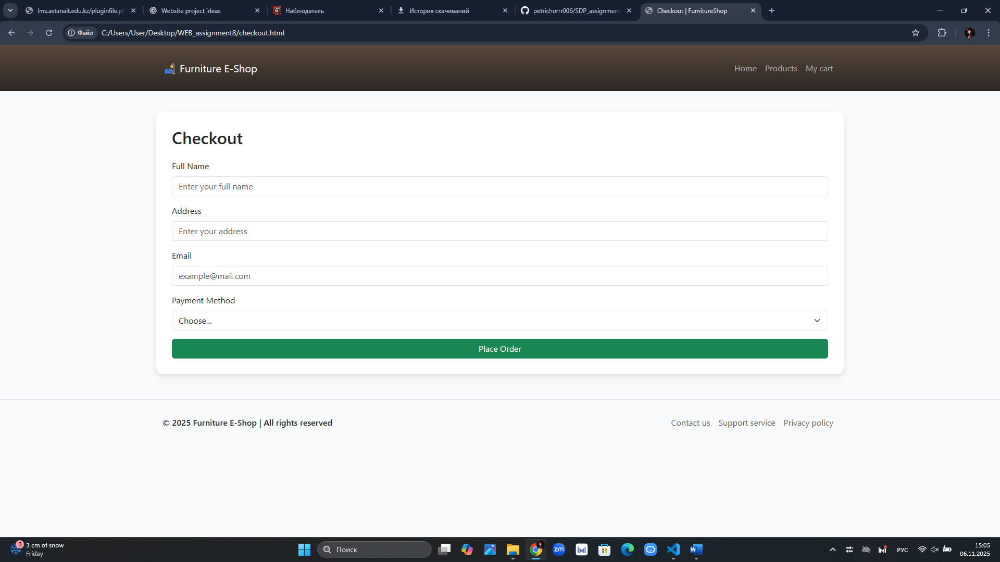 lms.astanait.edu.kz/pluginfile.p
Website project ideas
Наблюдатель
История скачиваний
petrichorrr006/SDP_assignment
Checkout | FurnitureShop
Файл
C:/Users/User/Desktop/WEB_assignment8/checkout.html
Furniture E-Shop
Home
Products
My cart
Checkout
Full Name
Enter your full name
Address
Enter your address
Email
example@mail.com
Payment Method
Choose...
Place Order
© 2025 Furniture E-Shop | All rights reserved
Contact us
Support service
Privacy policy
3
3 cm of snow
Friday
Поиск
zm
РУС
15:05
06.11.2025